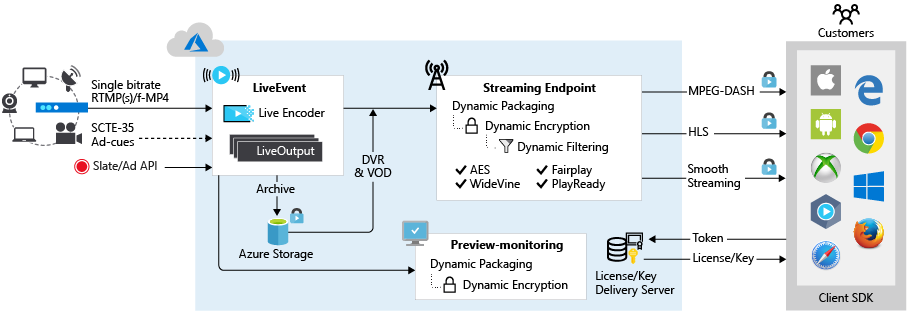 Customers
Single bitrate
RTMP(s)/f-MP4
SCTE-35
Ad-cues
Slate/Ad API
LiveEvent
Live Encoder
LiveOutput
Archive
Azure Storage
DVR
& VOD
Streaming Endpoint
Dynamic Packaging
Dynamic Encryption
Dynamic Filtering
AES
Fairplay
WideVine
PlayReady
Preview-monitoring
Dynamic Packaging
Dynamic Encryption
MPEG-DASH
HLS
Smooth
Streaming
Token
License/Key
License/Key
Delivery Server
Client SDK